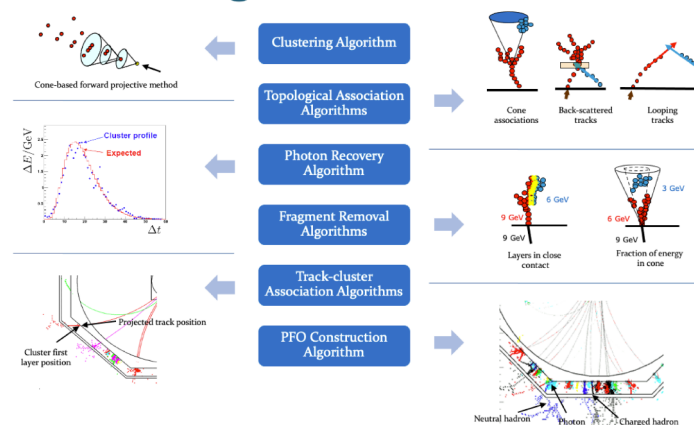 Clustering Algorithm
Cone-based forward projective method
Topological Association
Algorithms
Cone
associations
Back-scattered
tracks
Looping
tracks
Photon Recovery
Algorithm
Cluster profile
Expected
ΔE/GeV
Δt
Fragment Removal
Algorithms
9 GeV
6 GeV
9 GeV
Layers in close
contact
6 GeV
3 GeV
9 GeV
Fraction of energy
in cone
Track-cluster
Association Algorithms
Projected track position
Cluster first
layer position
PFO Construction
Algorithm
Neutral hadron
Photon
Charged hadron